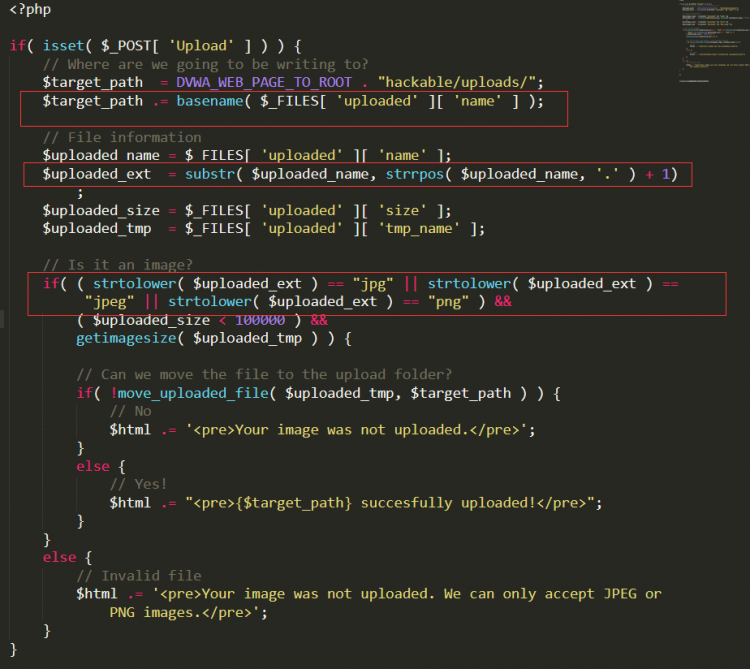 <?php
if( isset( $_POST[ 'Upload' ] ) ) {
// Where are we going to be writing to?
$target_path  = DVWA_WEB_PAGE_TO_ROOT . "hackable/uploads/";
$target_path .= basename( $_FILES[ 'uploaded' ][ 'name' ] );
// File information
$uploaded_name = $_FILES[ 'uploaded' ][ 'name' ];
$uploaded_ext  = substr( $uploaded_name, strrpos( $uploaded_name, '.' ) + 1)
;
$uploaded_size = $_FILES[ 'uploaded' ][ 'size' ];
$uploaded_tmp  = $_FILES[ 'uploaded' ][ 'tmp_name' ];
// Is it an image?
if( ( strtolower( $uploaded_ext ) == "jpg" || strtolower( $uploaded_ext ) ==
"jpeg" || strtolower( $uploaded_ext ) == "png" ) &&
( $uploaded_size < 100000 ) &&
getimagesize( $uploaded_tmp ) ) {
// Can we move the file to the upload folder?
if( !move_uploaded_file( $uploaded_tmp, $target_path ) ) {
// No
$html .= '<pre>Your image was not uploaded.</pre>';
}
else {
// Yes!
$html .= "<pre>{$target_path} succesfully uploaded!</pre>";
}
}
else {
// Invalid file
$html .= '<pre>Your image was not uploaded. We can only accept JPEG or
PNG images.</pre>';
}
}